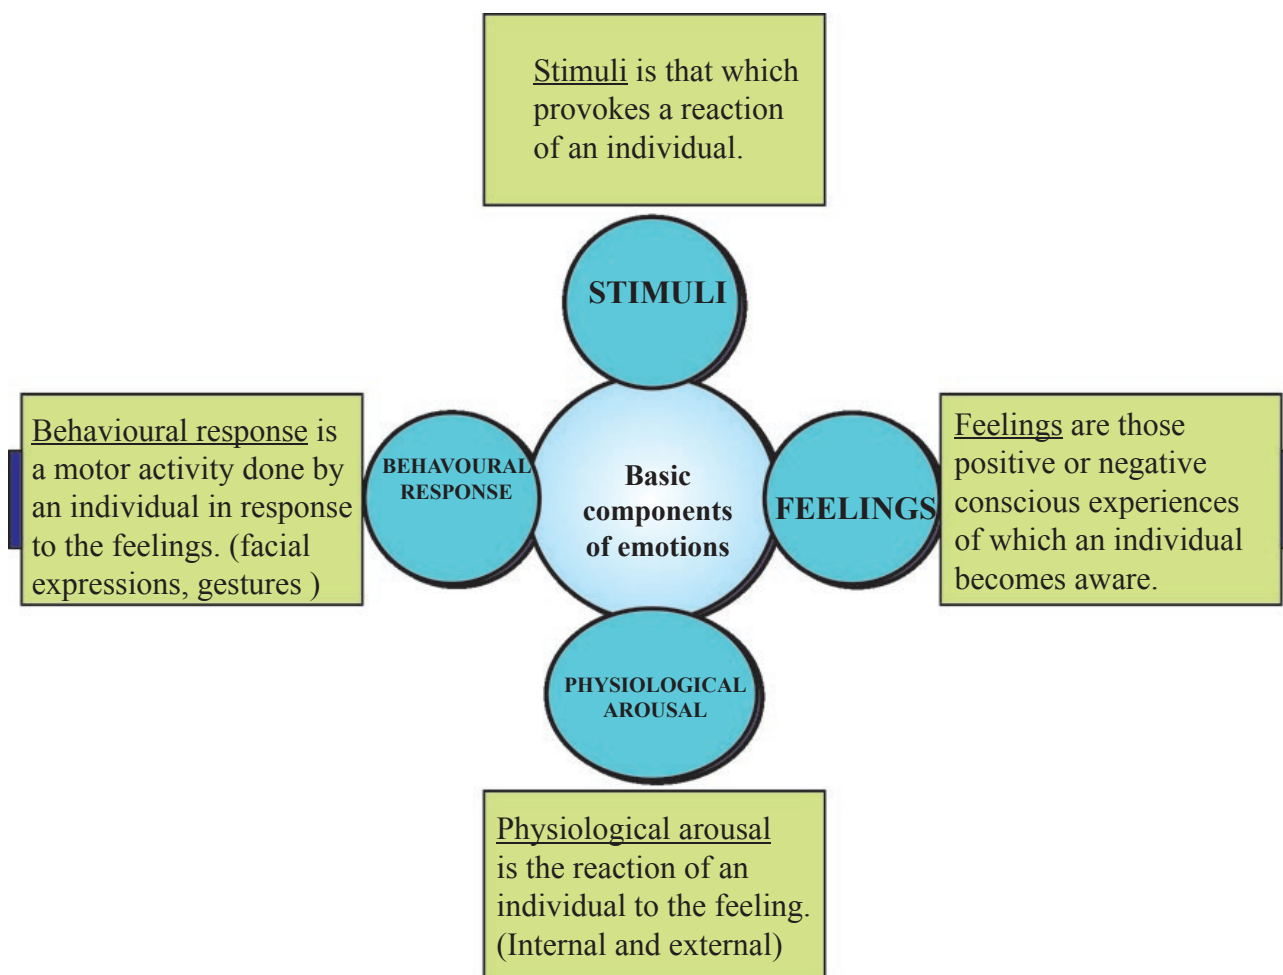 Stimuli is that which
provokes a reaction
of an individual.
STIMULI
Behavioural response is
a motor activity done by
an individual in response
to the feelings. (facial
expressions, gestures )
BEHAVOURAL
RESPONSE
Basic
components
of emotions
FEELINGS
Feelings are those
positive or negative
conscious experiences
of which an individual
becomes aware.
PHYSIOLOGICAL
AROUSAL
Physiological arousal
is the reaction of an
individual to the feeling.
(Internal and external)